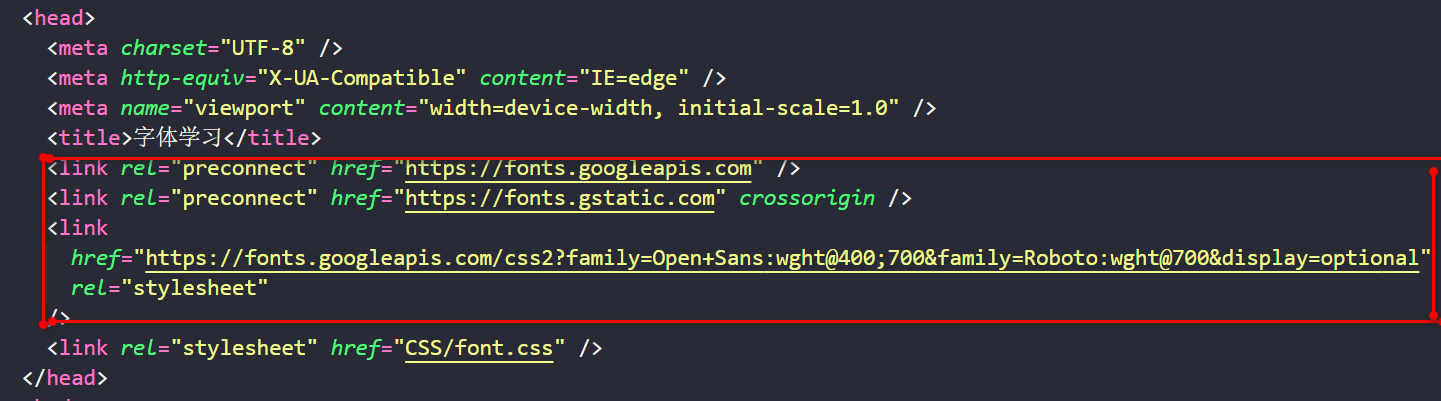 <head>
<meta charset="UTF-8" />
<meta http-equiv="X-UA-Compatible" content="IE=edge" />
<meta name="viewport" content="width=device-width, initial-scale=1.0" />
<title>字体学习</title>
<link rel="preconnect" href="https://fonts.googleapis.com" />
<link rel="preconnect" href="https://fonts.gstatic.com" crossorigin />
<link
href="https://fonts.googleapis.com/css2?family=Open+Sans:wght@400;700&family=Roboto:wght@700&display=optional"
rel="stylesheet"
/>
<link rel="stylesheet" href="CSS/font.css" />
</head>